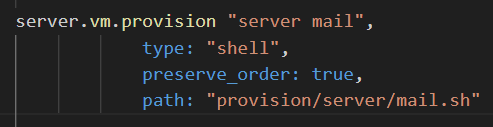 server.vm.provision "server mail",
type: "shell",
preserve_order: true,
path: "provision/server/mail.sh"